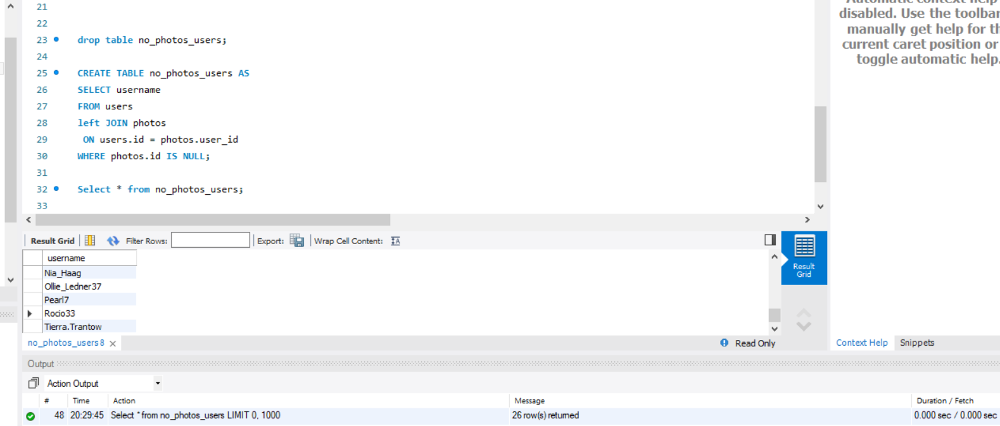 21
22
23 drop table no_photos_users;
24
25 CREATE TABLE no_photos_users AS
26 SELECT username
27 FROM users
28 left JOIN photos
29 ON users.id = photos.user_id
30 WHERE photos.id IS NULL;
31
32 Select * from no_photos_users;
33
Automatic context help
disabled. Use the toolbar
manually get help for
current caret position or
toggle automatic help.
Result Grid Filter Rows: Export: Wrap Cell Content: IA
username
Nia_Haag
Ollie_Ledner37
Pearl7
Rocio33
Tierra.Trantow
Result
Grid
no_photos_users8 Read Only
Context Help Snippets
Output
Action Output
# Time Action Message Duration / Fetch
48 20:29:45 Select * from no_photos_users LIMIT 0, 1000 26 row(s) returned 0.000 sec / 0.000 sec